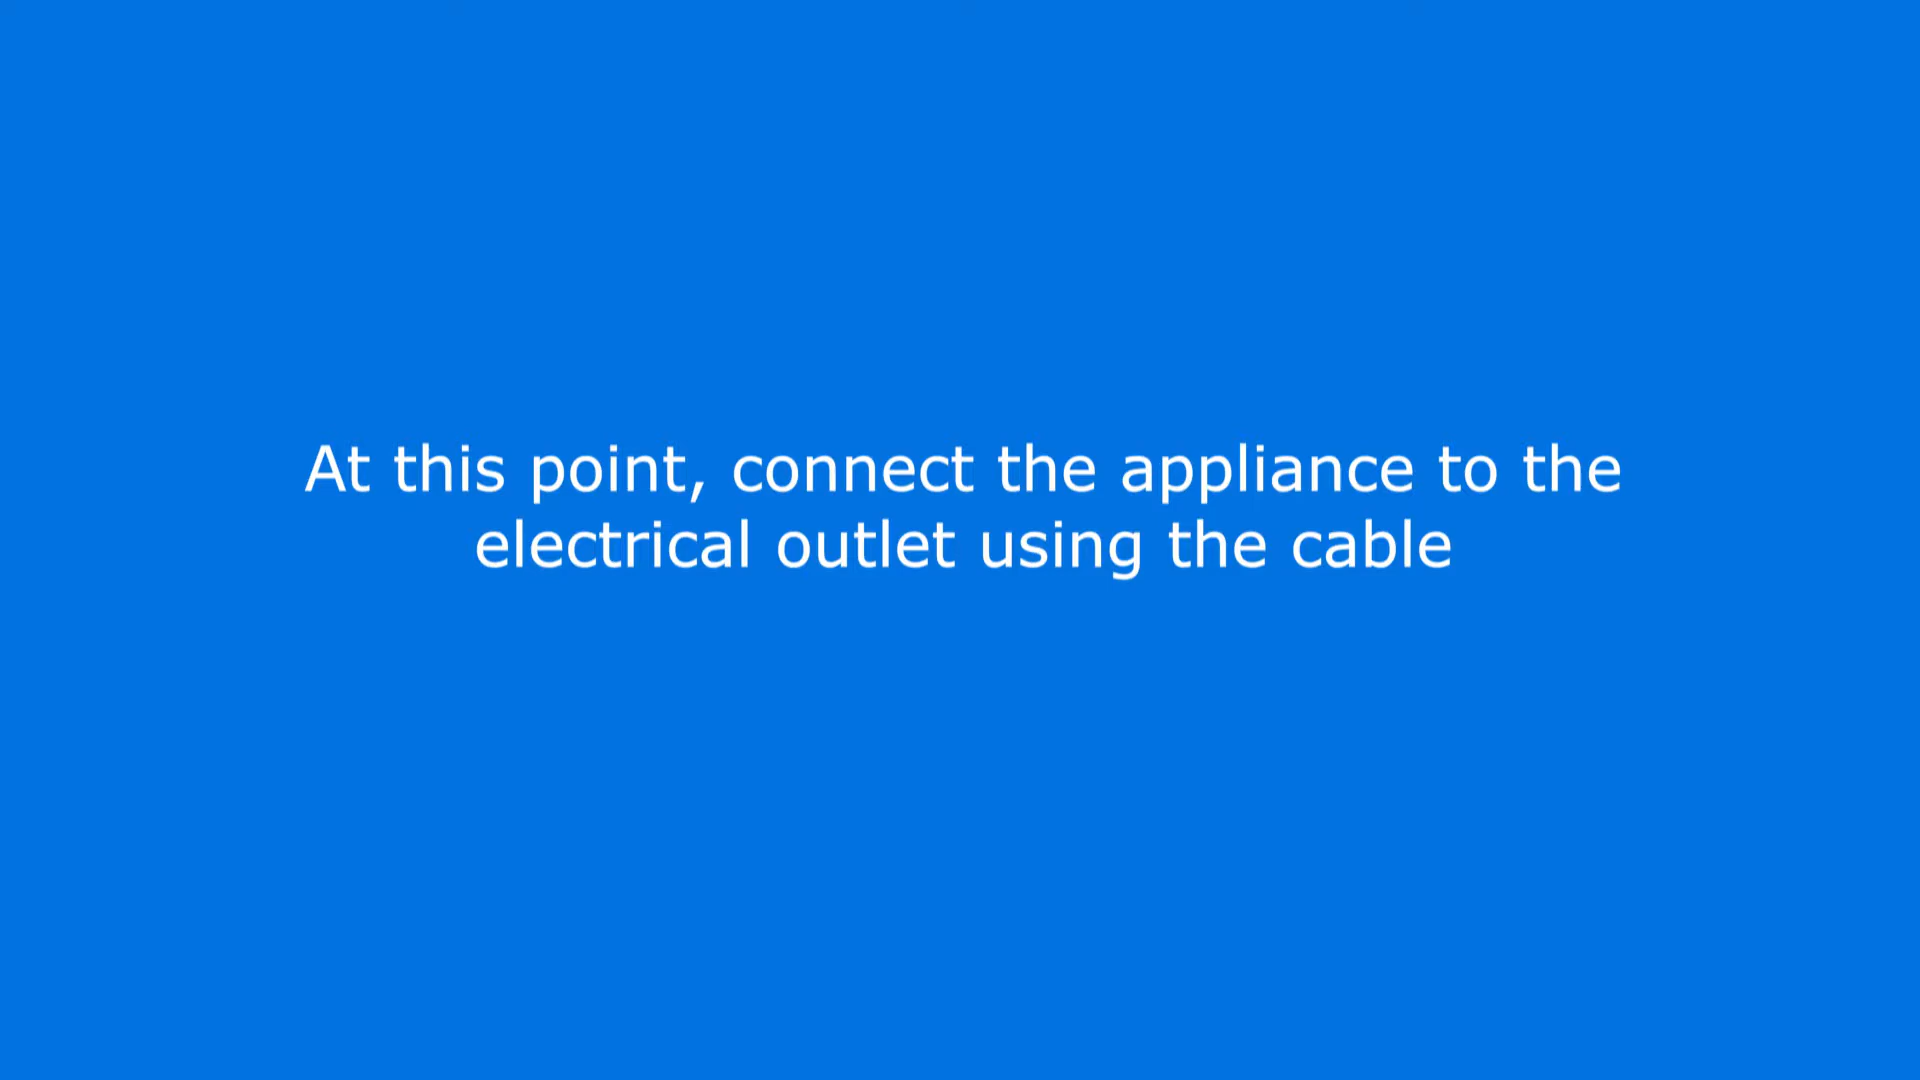 At this point, connect the appliance to the
electrical outlet using the cable